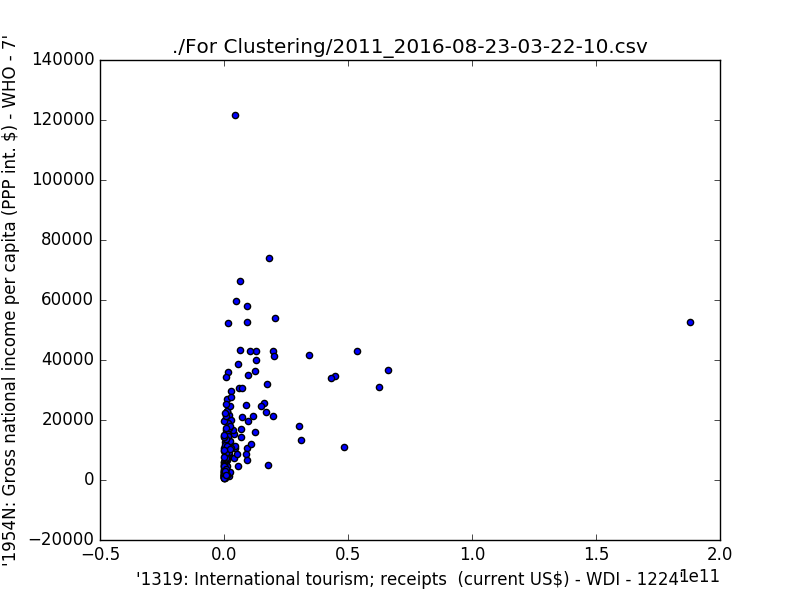 ./For Clustering/2011_2016-08-23-03-22-10.csv
'1954N: Gross national income per capita (PPP int. $) - WHO - 7'
140000
120000
100000
80000
60000
40000
20000
0
−20000
−0.5 0.0 0.5 1.0 1.5 2.0
'1319: International tourism; receipts  (current US$) - WDI - 1224'
1e11